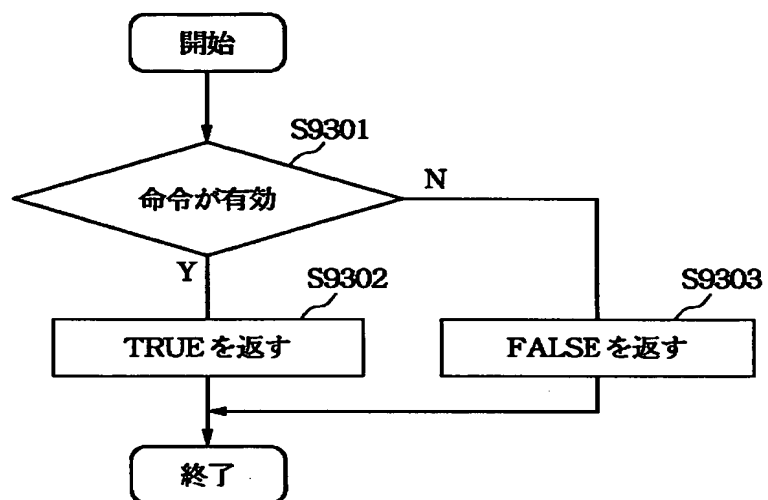 開始
S9301
命令が有効
N
Y
S9302
TRUEを返す
S9303
FALSEを返す
終了